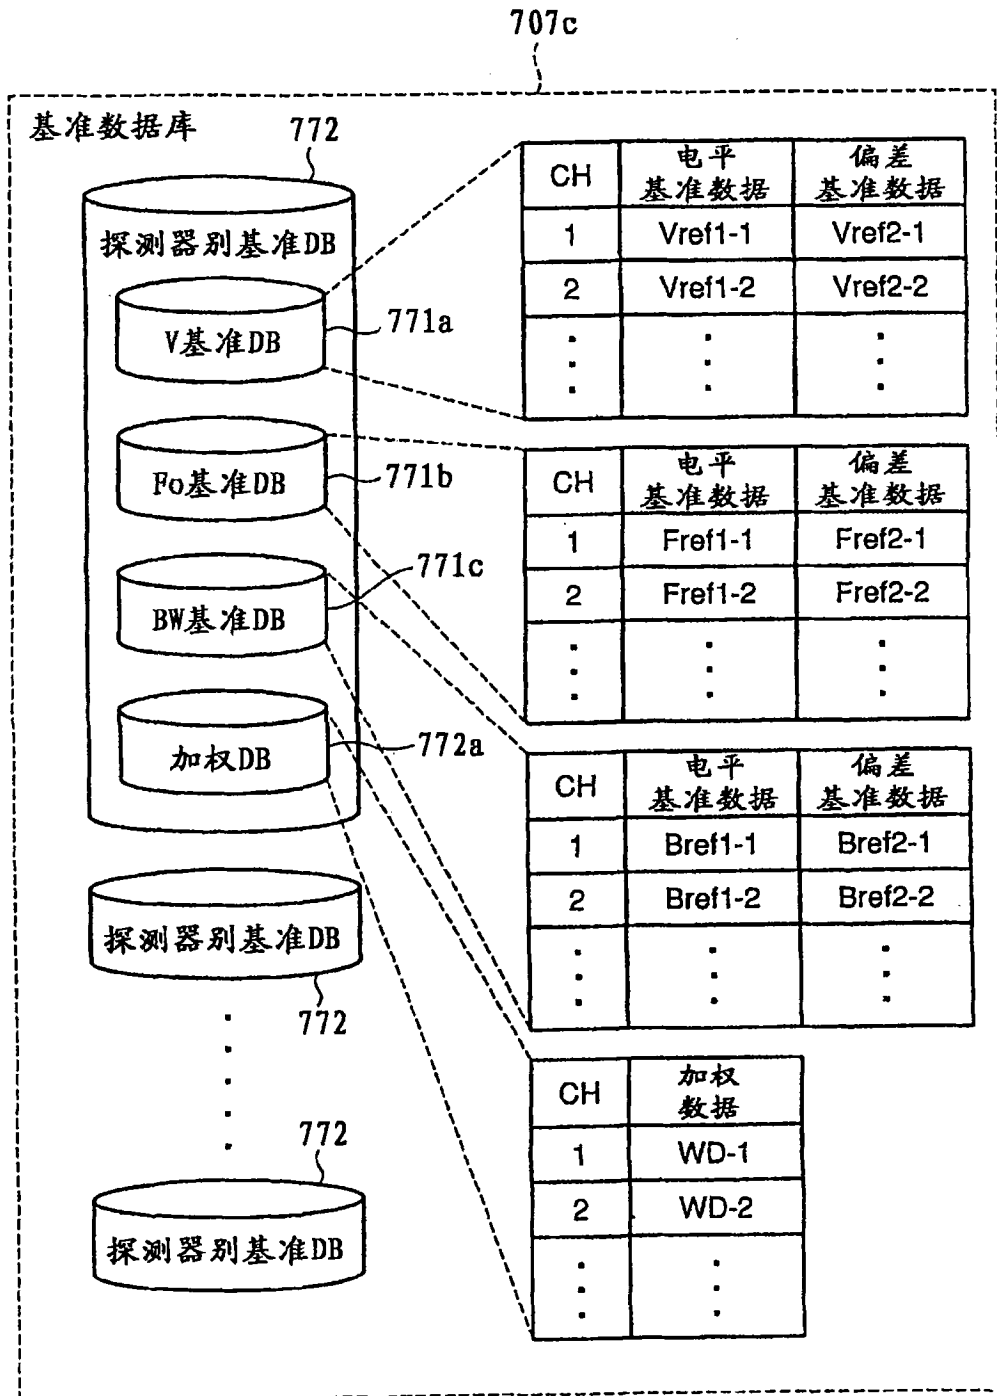 707c
基准数据库
772
探测器别基准DB
V基准DB
771a
Fo基准DB
771b
BW基准DB
771c
加权DB
772a
探测器别基准DB
772
772
探测器别基准DB
CH 电平 偏差
基准数据 基准数据
1 Vref1-1 Vref2-1
2 Vref1-2 Vref2-2
CH 电平 偏差
基准数据 基准数据
1 Fref1-1 Fref2-1
2 Fref1-2 Fref2-2
CH 电平 偏差
基准数据 基准数据
1 Bref1-1 Bref2-1
2 Bref1-2 Bref2-2
CH 加权
数据
1 WD-1
2 WD-2